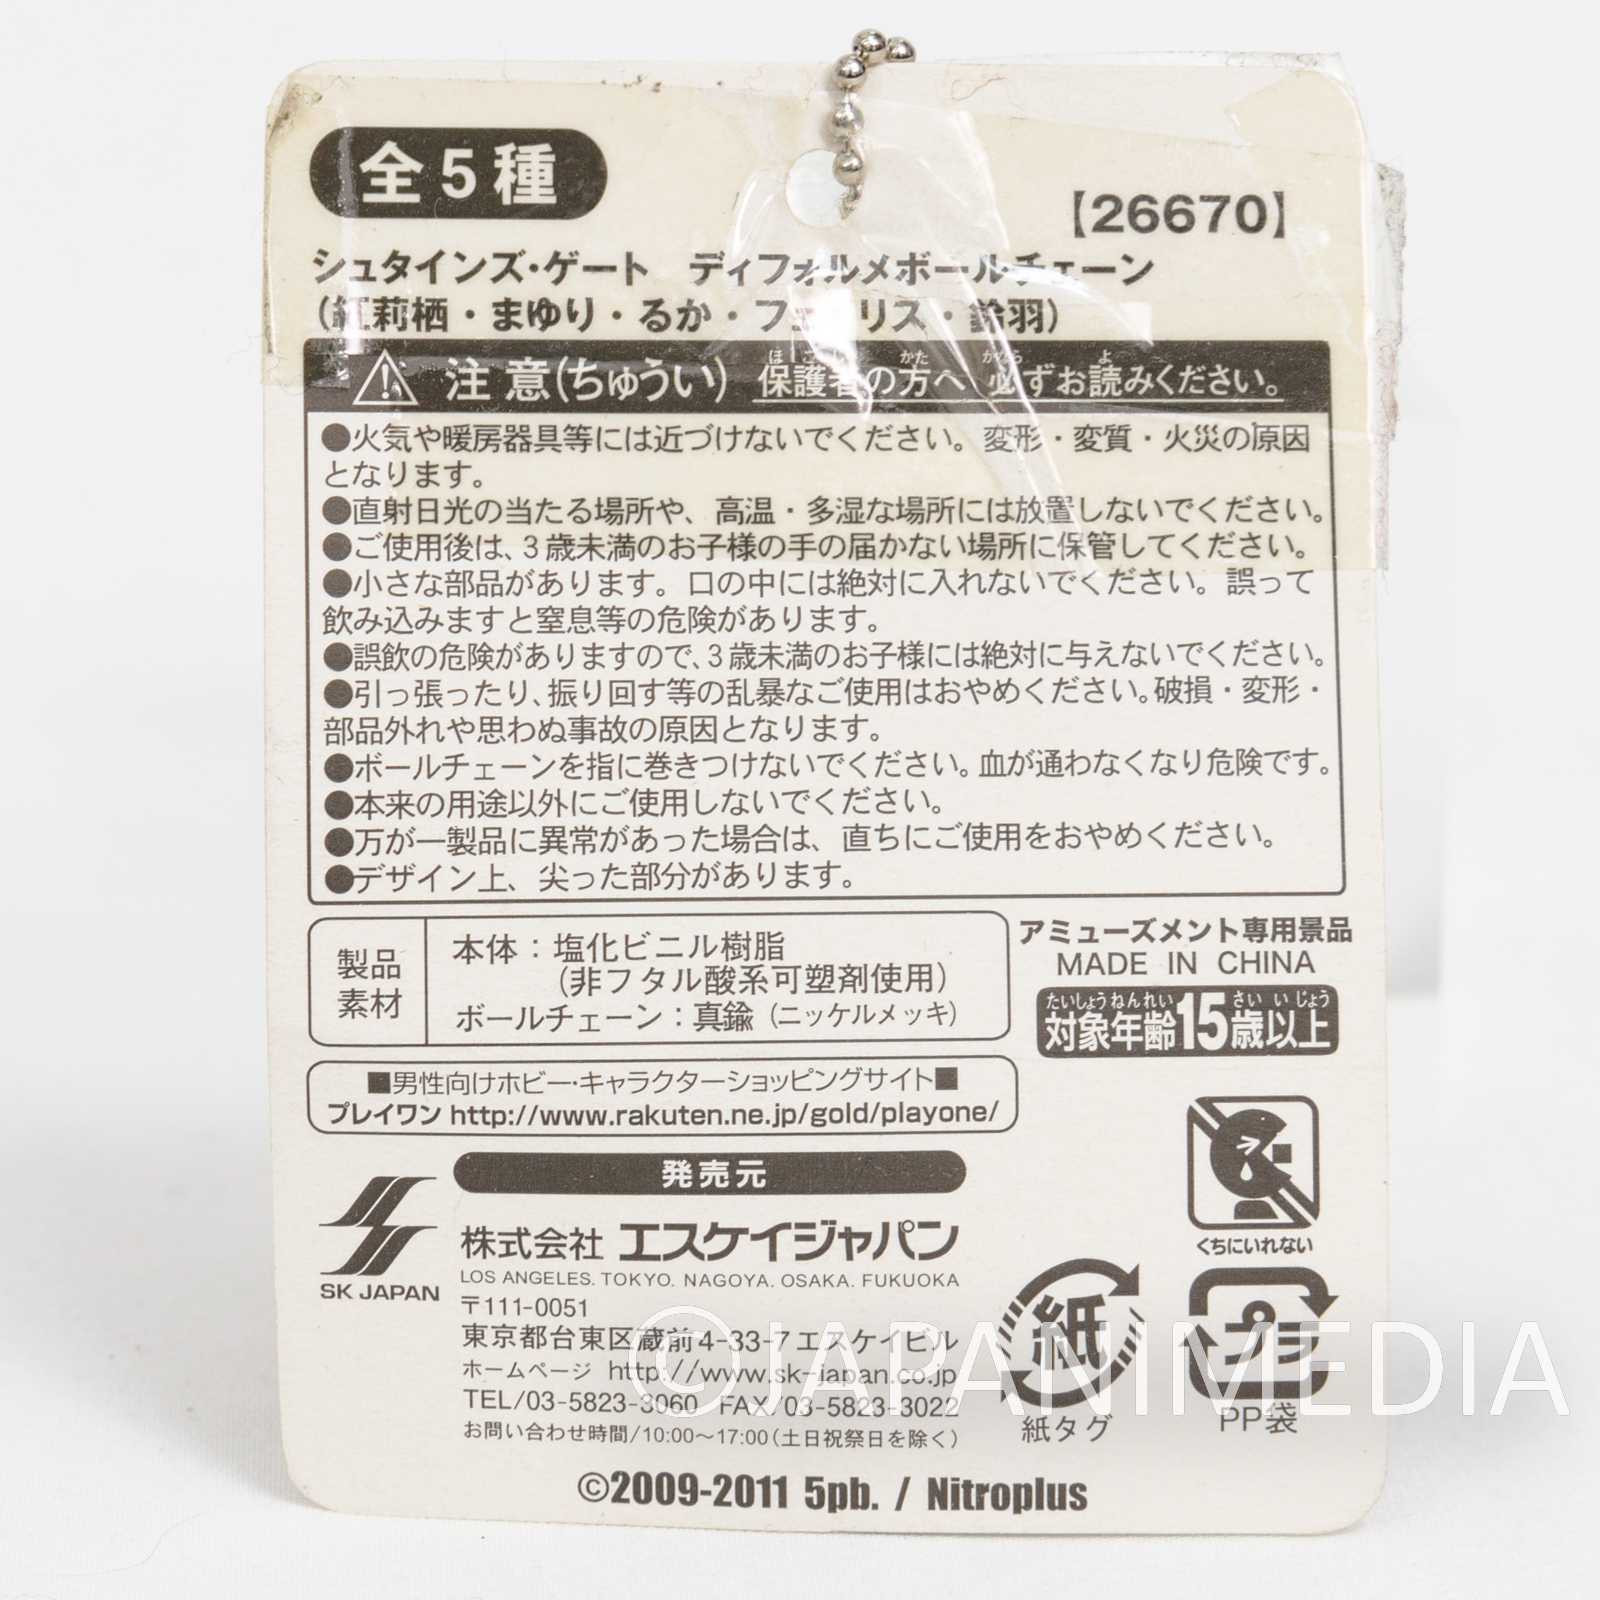 全5種
【26670】
シュタインズ・ゲート ディフォルメボールチェーン
(紅莉栖・まゆり・るか・フェイリス・鈴羽)
注意(ちゅうい) 保護者の方へ 必ずお読みください。
●火気や暖房器具等には近づけないでください。変形・変質・火災の原因
となります。
●直射日光の当たる場所や、高温・多湿な場所には放置しないでください。
●ご使用後は、3歳未満のお子様の手の届かない場所に保管してください。
●小さな部品があります。口の中には絶対に入れないでください。誤って
飲み込みますと窒息等の危険があります。
●誤飲の危険がありますので、3歳未満のお子様には絶対に与えないでください。
●引っ張ったり、振り回す等の乱暴なご使用はおやめください。破損・変形・
部品外れや思わぬ事故の原因となります。
●ボールチェーンを指に巻きつけないでください。血が通わなくなり危険です。
●本来の用途以外にご使用しないでください。
●万が一製品に異常があった場合は、直ちにご使用をおやめください。
●デザイン上、尖った部分があります。
製品
素材
本体:塩化ビニル樹脂
(非フタル酸系可塑剤使用)
ボールチェーン:真鍮(ニッケルメッキ)
アミューズメント専用景品
MADE IN CHINA
たいしょうねんれい さい いじょう
対象年齢15歳以上
■男性向けホビー・キャラクターショッピングサイト■
プレイワン http://www.rakuten.ne.jp/gold/playone/
くちにいれない
発売元
SK JAPAN
株式会社 エスケイジャパン
LOS ANGELES. TOKYO. NAGOYA. OSAKA. FUKUOKA
〒111-0051
東京都台東区蔵前4-33-7エスケイビル
ホームページ http://www.sk-japan.co.jp
TEL/03-5823-3060 FAX/03-5823-3022
お問い合わせ時間/10:00〜17:00(土日祝祭日を除く)
紙
紙タグ
プラ
PP袋
©2009-2011 5pb. / Nitroplus
©JAPANIMEDIA